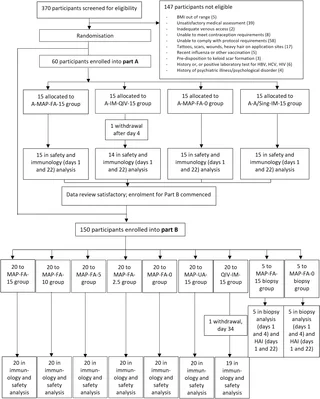 370 participants screened for eligibility
Randomisation
60 participants enrolled into part A
147 participants not eligible
- BMI out of range (5)
- Unsatisfactory medical assessment (39)
- Inadequate venous access (2)
- Unable to meet contraception requirements (8)
- Unable to comply with protocol requirements (58)
- Tattoos, scars, wounds, heavy hair on application sites (17)
- Recent influenza or other vaccination (5)
- Pre-disposition to keloid scar formation (3)
- History or, or positive laboratory test for HBV, HCV, HIV (6)
- History of psychiatric illness/psychological disorder (4)
15 allocated to
A-MAP-FA-15 group
15 allocated to
A-IM-QIV-15 group
15 allocated to
A-MAP-FA-0 group
15 allocated to
A-A/Sing-IM-15 group
1 withdrawal
after day 4
15 in safety and
immunology (days 1
and 22) analysis
14 in safety and
immunology (days 1
and 22) analysis
15 in safety and
immunology (days 1
and 22) analysis
15 in safety and
immunology (days 1
and 22) analysis
Data review satisfactory; enrolment for Part B commenced
150 participants enrolled into part B
20 to
MAP-FA-
15 group
20 to
MAP-FA-
10 group
20 to
MAP-FA-5
group
20 to
MAP-FA-
2.5 group
20 to
MAP-FA-0
group
20 to
MAP-UA-
15 group
20 to
QIV-IM-
15 group
5 to
MAP-FA-
15 biopsy
group
5 to
MAP-FA-0
biopsy
group
1 withdrawal,
day 34
5 in biopsy
analysis
(days 1
and 4) and
HAI (days
1 and 22)
5 in biopsy
analysis
(days 1
and 4) and
HAI (days
1 and 22)
20 in
immun-
ology and
safety
analysis
20 in
immun-
ology and
safety
analysis
20 in
immun-
ology and
safety
analysis
20 in
immun-
ology and
safety
analysis
20 in
immun-
ology and
safety
analysis
20 in
immun-
ology and
safety
analysis
19 in
immun-
ology and
safety
analysis